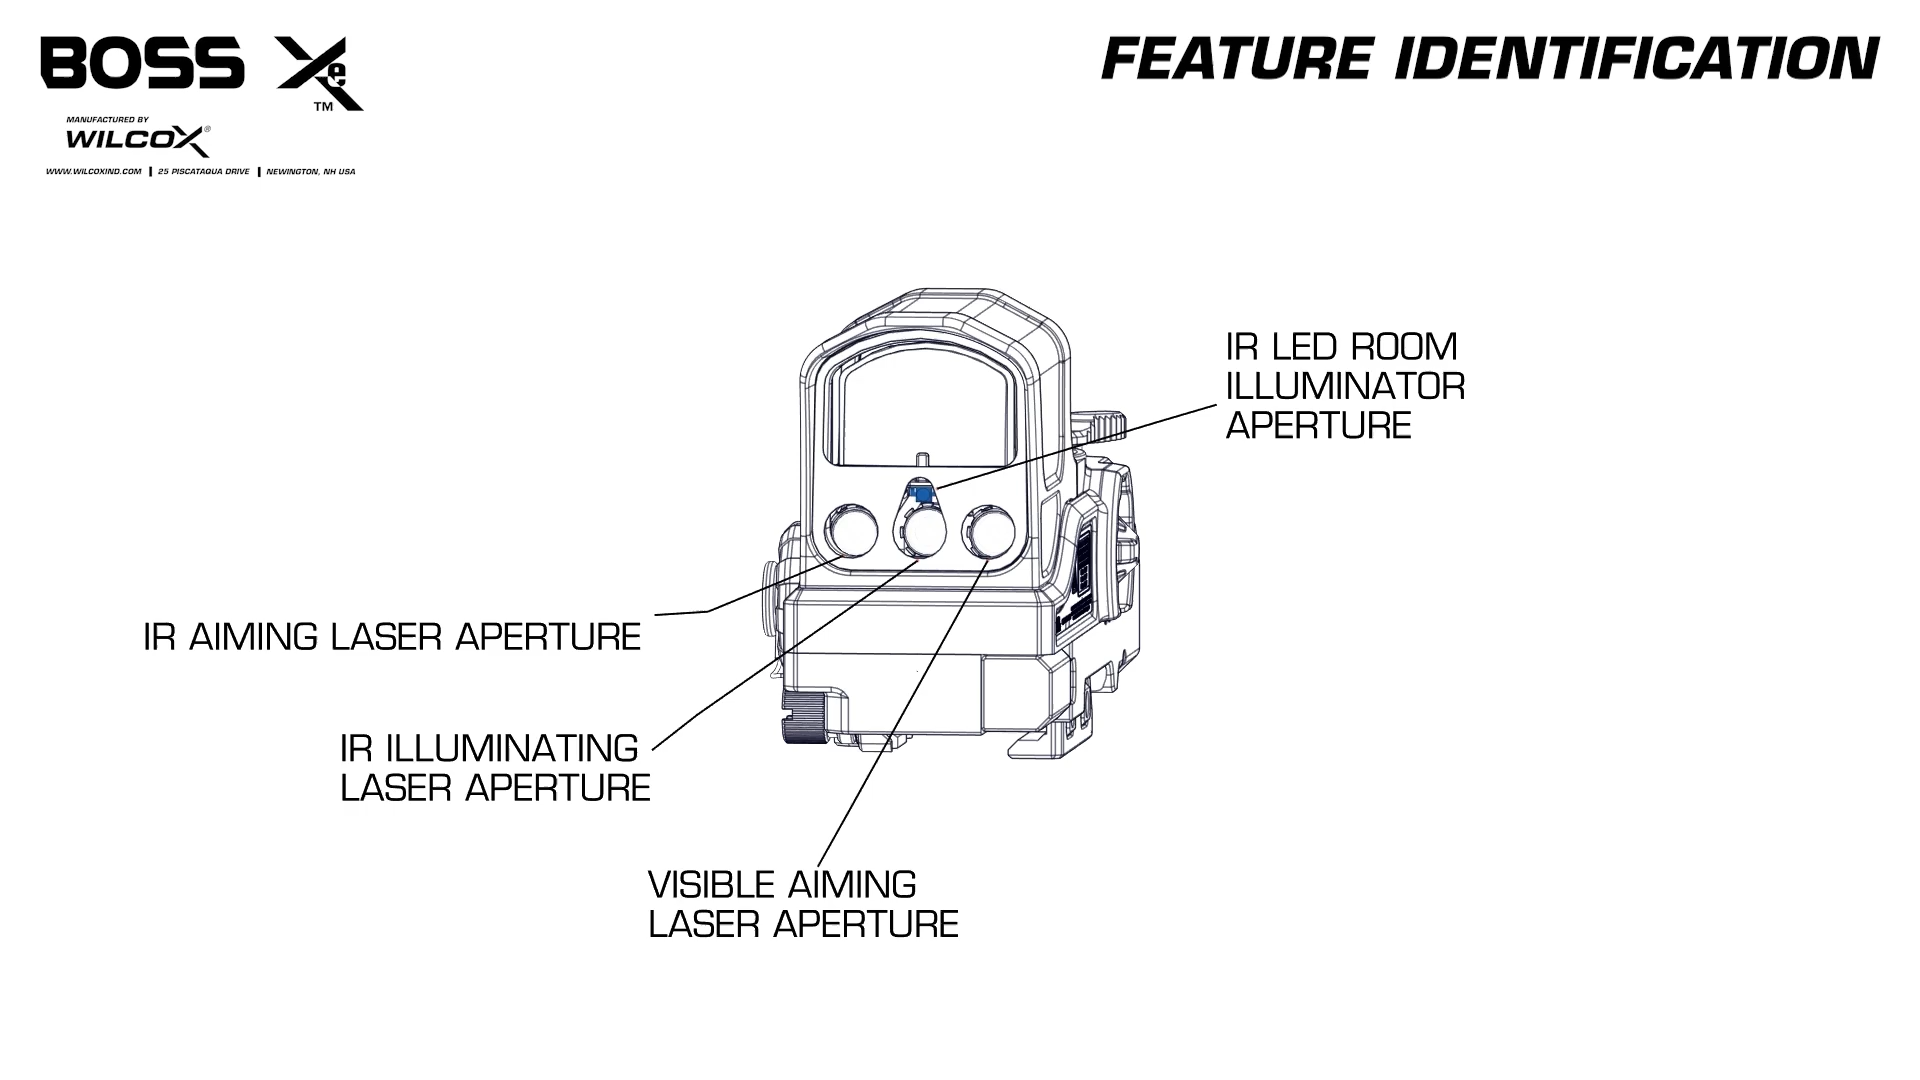 BOSS Xe
TM
FEATURE IDENTIFICATION
MANUFACTURED BY
WILCOX®
WWW.WILCOXIND.COM | 25 PISCATAQUA DRIVE | NEWINGTON, NH USA
IR LED ROOM
ILLUMINATOR
APERTURE
IR AIMING LASER APERTURE
IR ILLUMINATING
LASER APERTURE
VISIBLE AIMING
LASER APERTURE